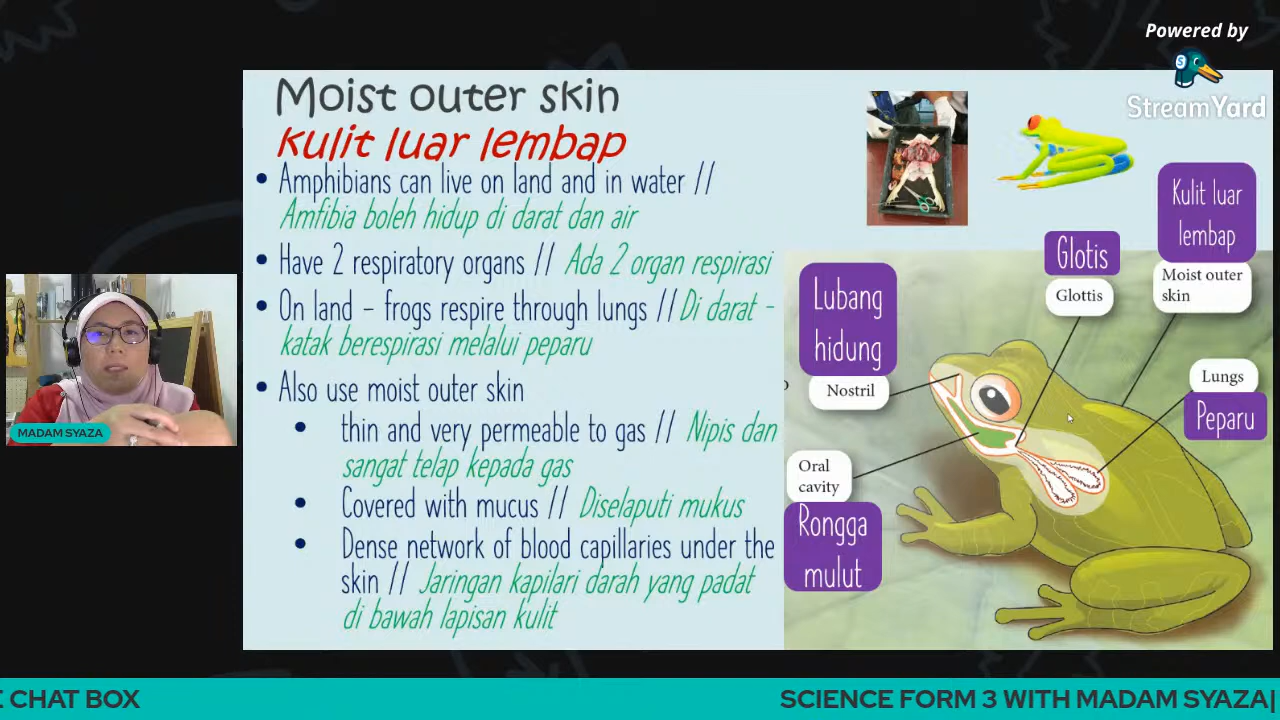 Powered by
StreamYard
Moist outer skin
kulit luar lembap
• Amphibians can live on land and in water //
Amfibia boleh hidup di darat dan air
• Have 2 respiratory organs // Ada 2 organ respirasi
• On land – frogs respire through lungs // Di darat –
katak berespirasi melalui peparu
• Also use moist outer skin
• thin and very permeable to gas // Nipis dan
sangat telap kepada gas
• Covered with mucus // Diselaputi mukus
• Dense network of blood capillaries under the
skin // Jaringan kapilari darah yang padat
di bawah lapisan kulit
Kulit luar
lembap
Moist outer
skin
Glotis
Glottis
Lubang
hidung
Nostril
Lungs
Peparu
Oral
cavity
Rongga
mulut
MADAM SYAZA
E CHAT BOX
SCIENCE FORM 3 WITH MADAM SYAZA|